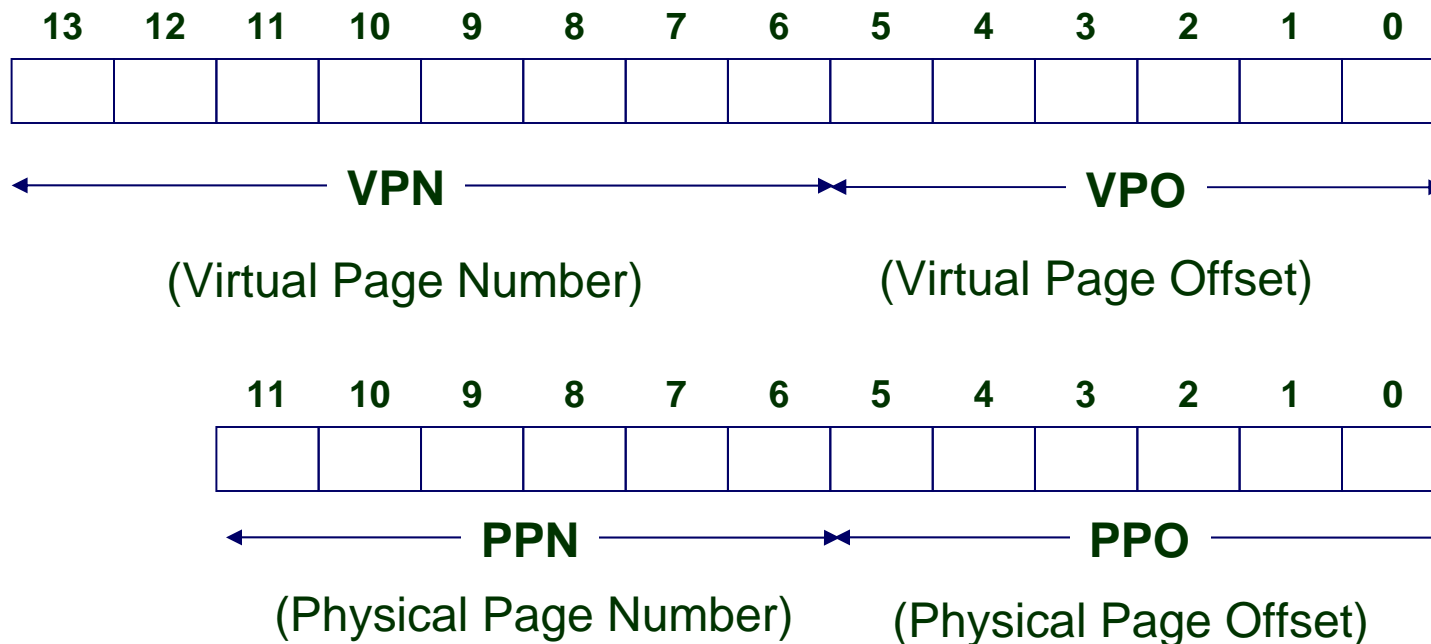 13 12 11 10 9 8 7 6 5 4 3 2 1 0
VPN VPO
(Virtual Page Number) (Virtual Page Offset)
11 10 9 8 7 6 5 4 3 2 1 0
PPN PPO
(Physical Page Number) (Physical Page Offset)